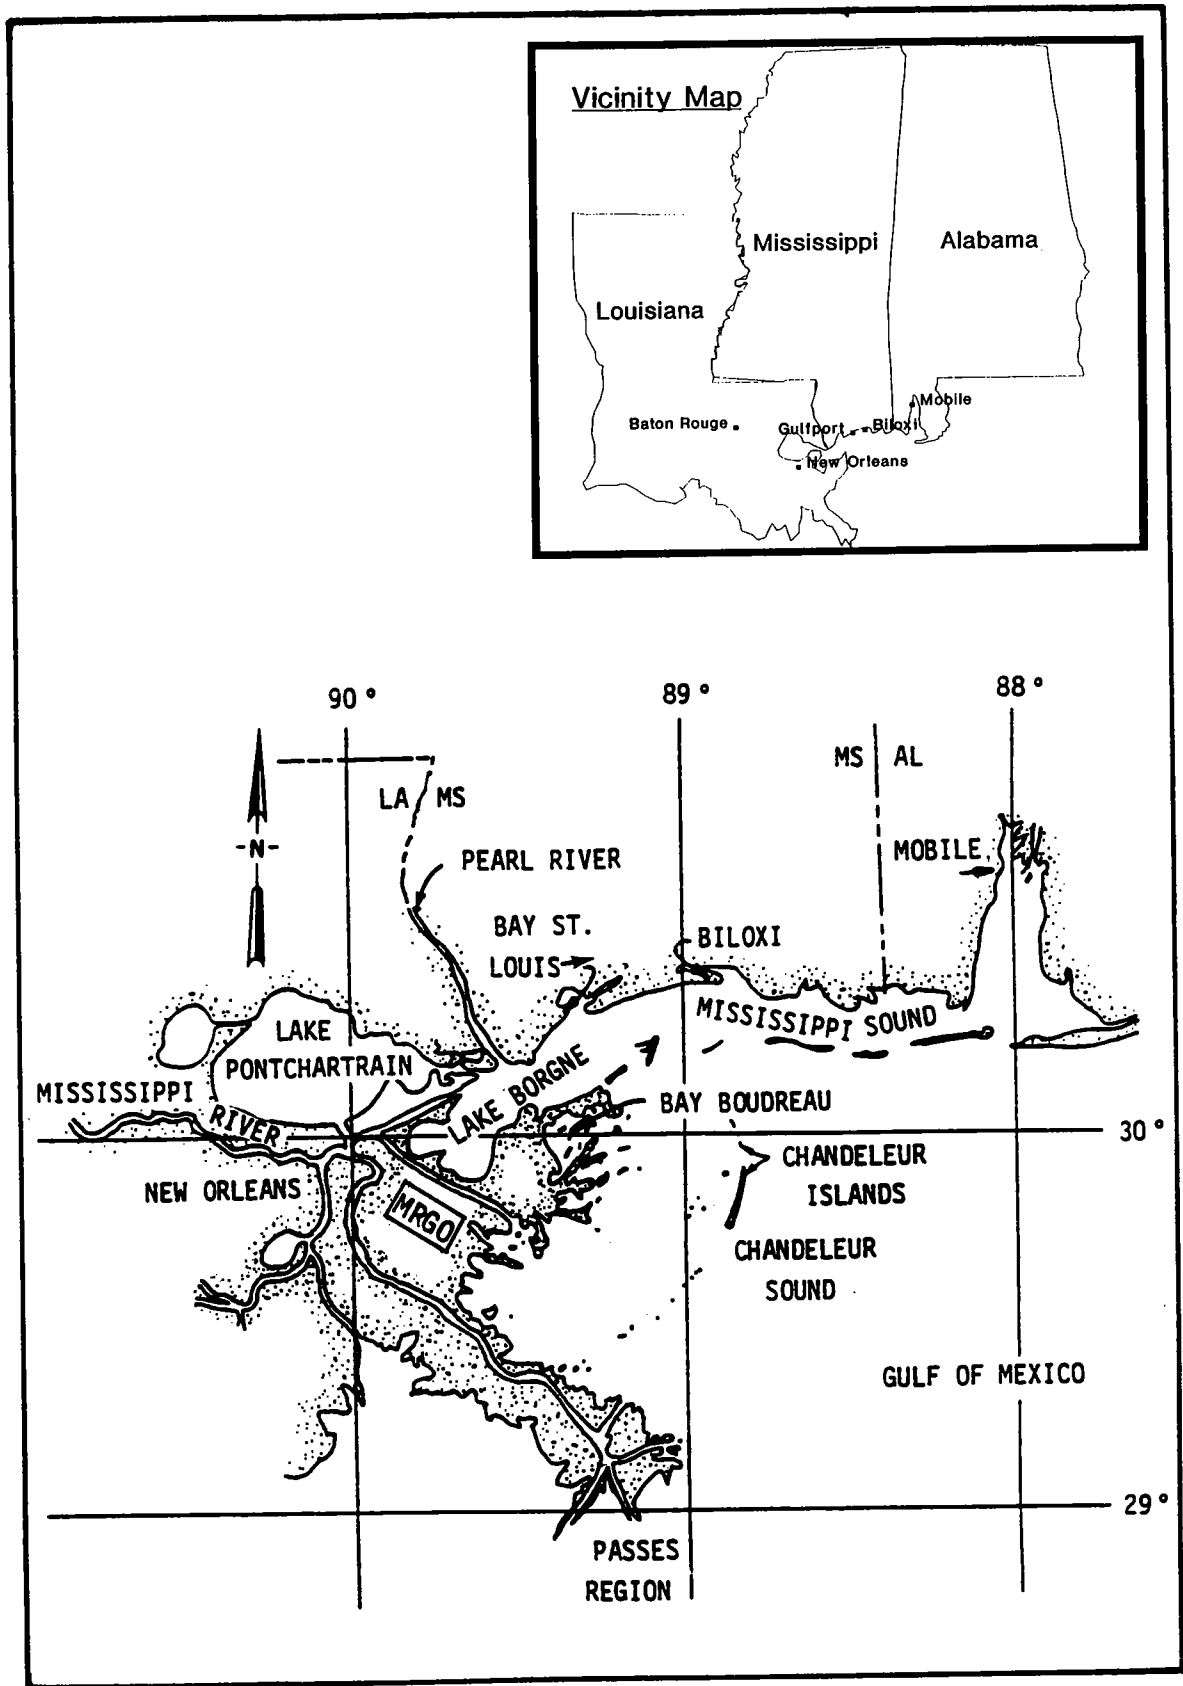 Vicinity Map
Mississippi
Alabama
Louisiana
Mobile
Baton Rouge
Gulfport
Biloxi
New Orleans
90°
89°
88°
MS
AL
LA
MS
-N-
MOBILE
PEARL RIVER
BAY ST.
LOUIS
BILOXI
MISSISSIPPI SOUND
LAKE
PONTCHARTRAIN
LAKE BORGNE
MISSISSIPPI
RIVER
BAY BOUDREAU
30°
CHANDELEUR
ISLANDS
NEW ORLEANS
MRGO
CHANDELEUR
SOUND
GULF OF MEXICO
29°
PASSES
REGION